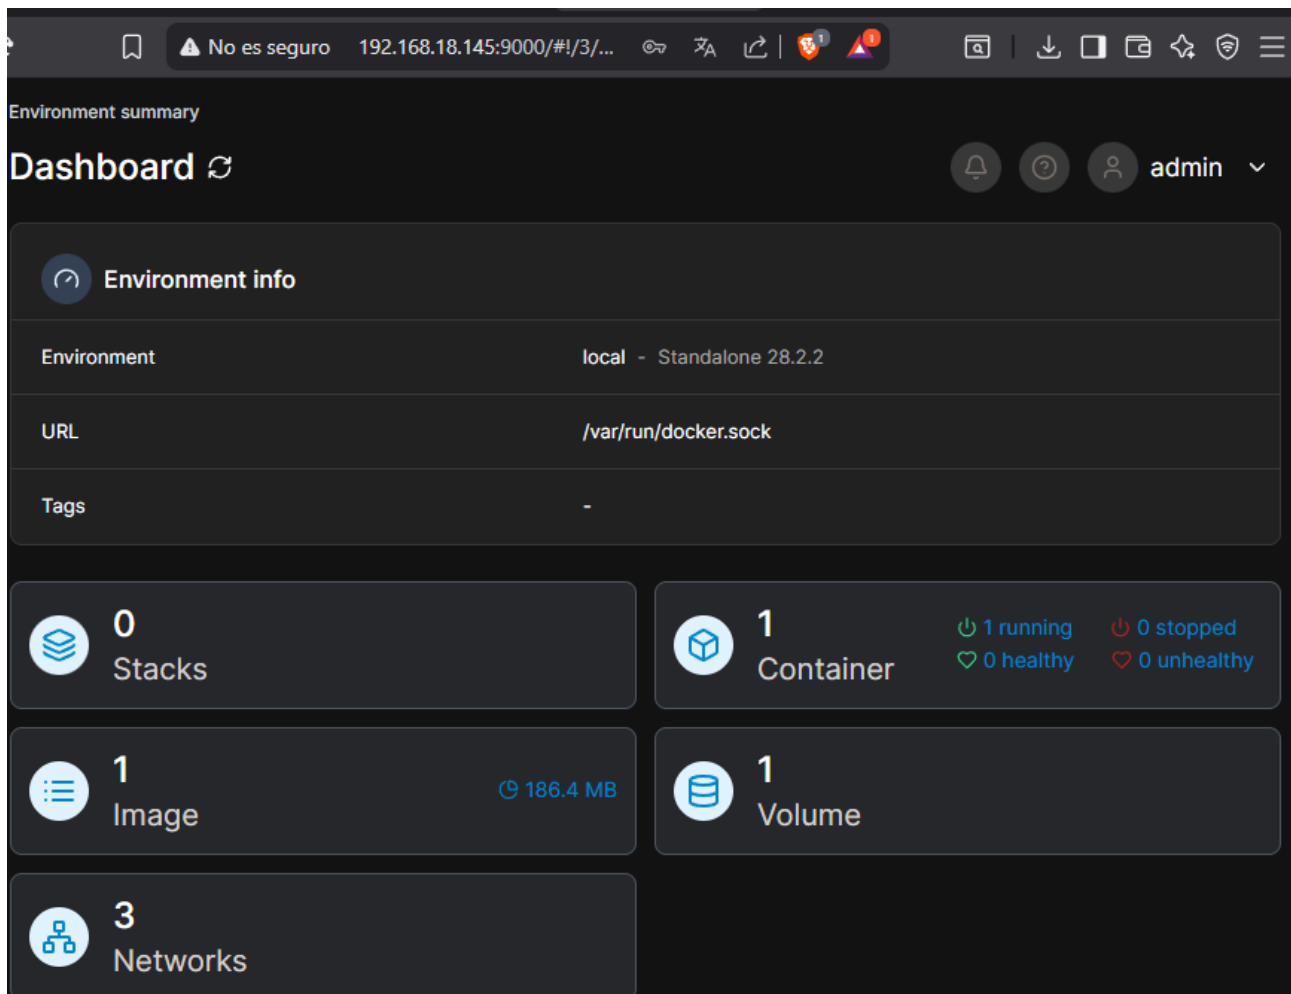 No es seguro 192.168.18.145:9000/#!/3/... 1 1
Environment summary
Dashboard
admin
Environment info
Environment local - Standalone 28.2.2
URL /var/run/docker.sock
Tags -
0
Stacks
1
Container
1 running 0 stopped
0 healthy 0 unhealthy
1
Image
186.4 MB
1
Volume
3
Networks